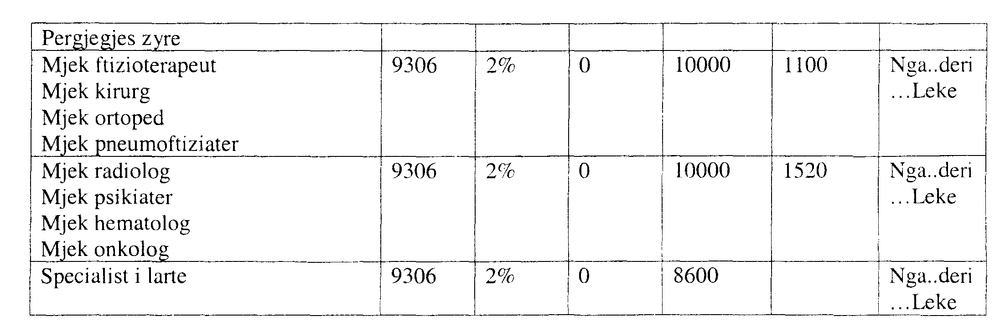 Pergjegjes zyre
Mjek ftizioterapeut 9306 2% 0 10000 1100 Nga..deri
Mjek kirurg ...Leke
Mjek ortoped
Mjek pneumoftiziater
Mjek radiolog 9306 2% 0 10000 1520 Nga..deri
Mjek psikiater ...Leke
Mjek hematolog
Mjek onkolog
Specialist i larte 9306 2% 0 8600 Nga..deri
...Leke